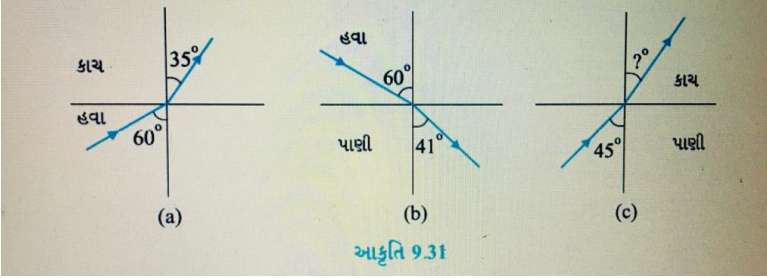 હવા
35°
?°
કાચ
60°
કાચ
હવા
60°
પાણી
41°
45°
પાણી
(a)
(b)
(c)
આકૃતિ 9.31